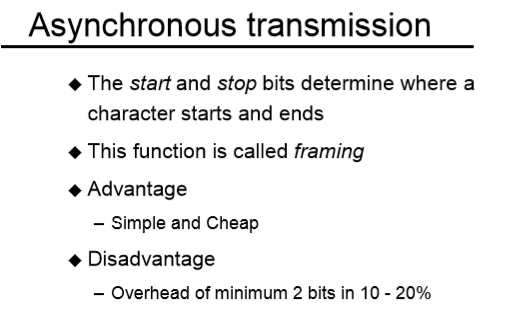 Asynchronous transmission
◆ The start and stop bits determine where a
character starts and ends
◆ This function is called framing
◆ Advantage
– Simple and Cheap
◆ Disadvantage
– Overhead of minimum 2 bits in 10 - 20%